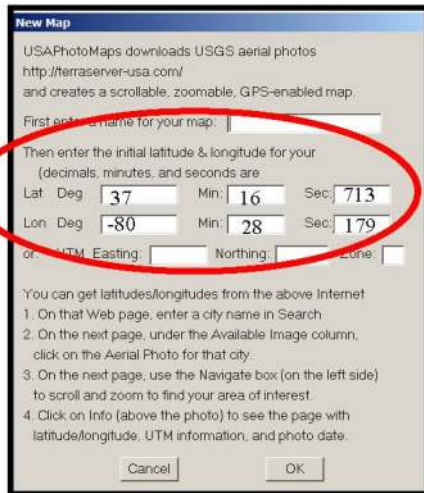 New Map
USAPhotoMaps downloads USGS aerial photos
http://terraserver-usa.com/
and creates a scrollable, zoomable, GPS-enabled map.
First enter a name for your map:
Then enter the initial latitude & longitude for your
(decimals, minutes, and seconds are
Lat Deg 37 Min: 16 Sec: 713
Lon Deg -80 Min: 28 Sec: 179
or: UTM Easting: Northing: Zone:
You can get latitudes/longitudes from the above Internet
1. On that Web page, enter a city name in Search
2. On the next page, under the Available Image column,
click on the Aerial Photo for that city.
3. On the next page, use the Navigate box (on the left side)
to scroll and zoom to find your area of interest.
4. Click on Info (above the photo) to see the page with
latitude/longitude, UTM information, and photo date.
Cancel OK